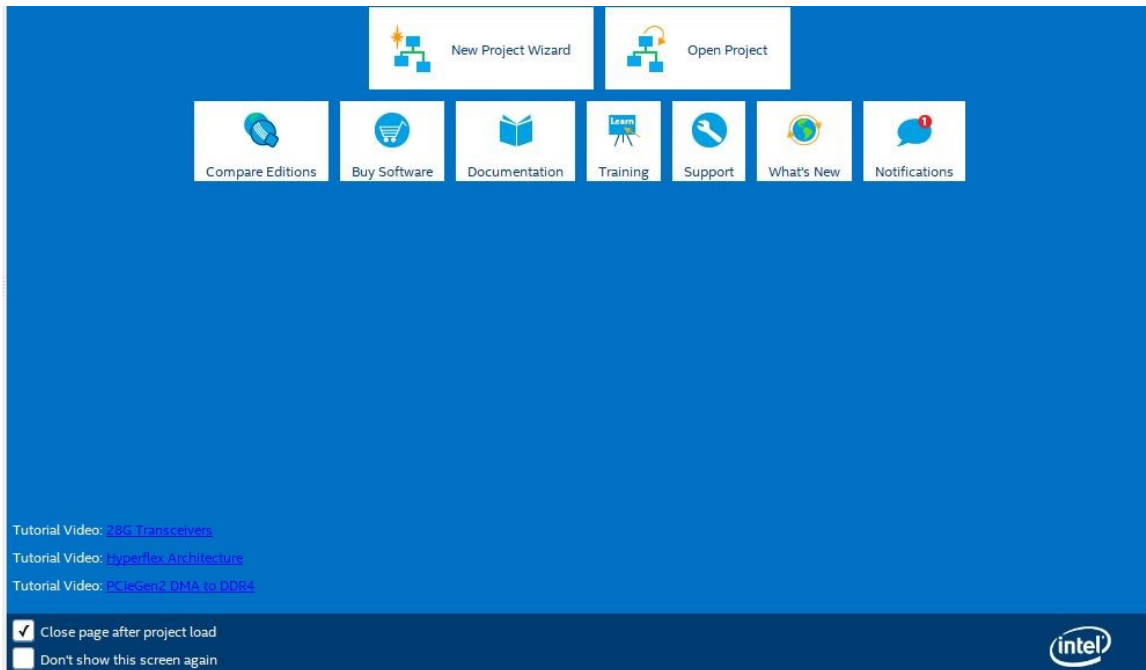 New Project Wizard
Open Project
Learn
1
Compare Editions
Buy Software
Documentation
Training
Support
What's New
Notifications
Tutorial Video: 28G Transceivers
Tutorial Video: Hyperflex Architecture
Tutorial Video: PCIeGen2 DMA to DDR4
Close page after project load
Don't show this screen again
intel